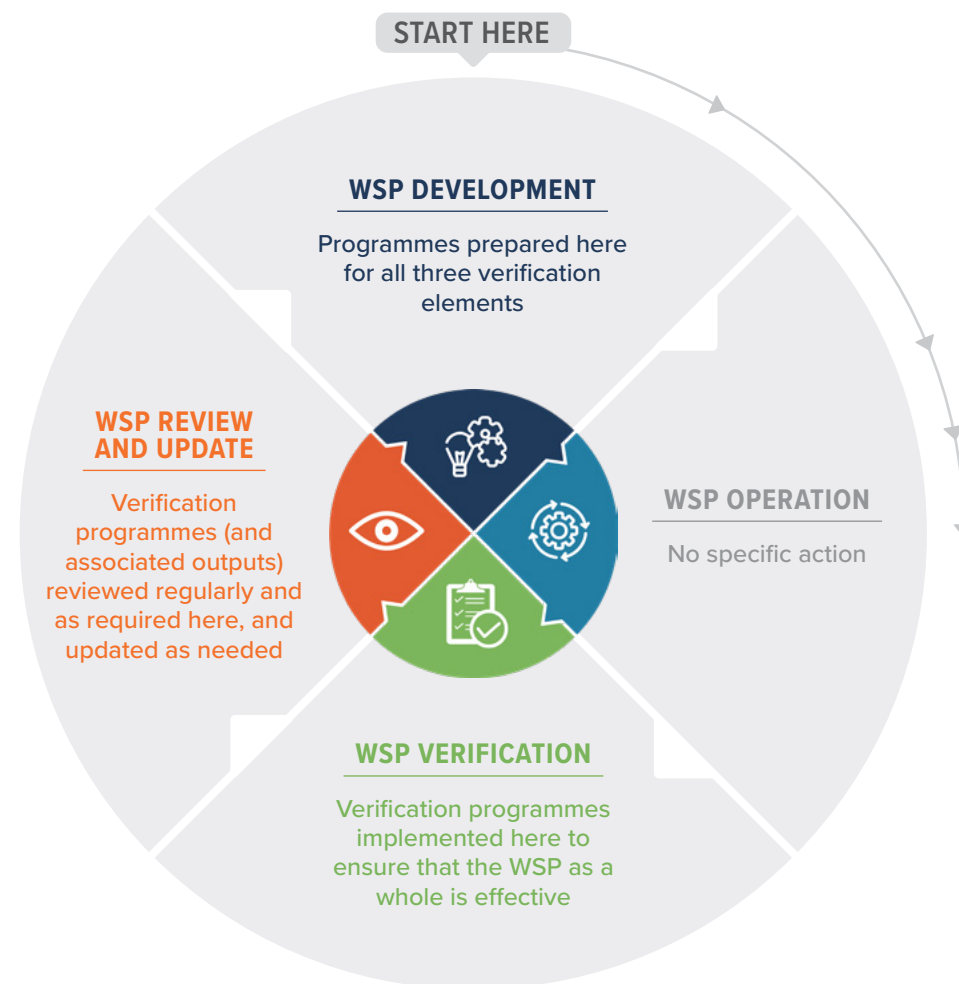 START HERE
WSP DEVELOPMENT
Programmes prepared here
for all three verification
elements
WSP OPERATION
No specific action
WSP VERIFICATION
Verification programmes
implemented here to
ensure that the WSP as a
whole is effective
WSP REVIEW
AND UPDATE
Verification
programmes (and
associated outputs)
reviewed regularly and
as required here, and
updated as needed